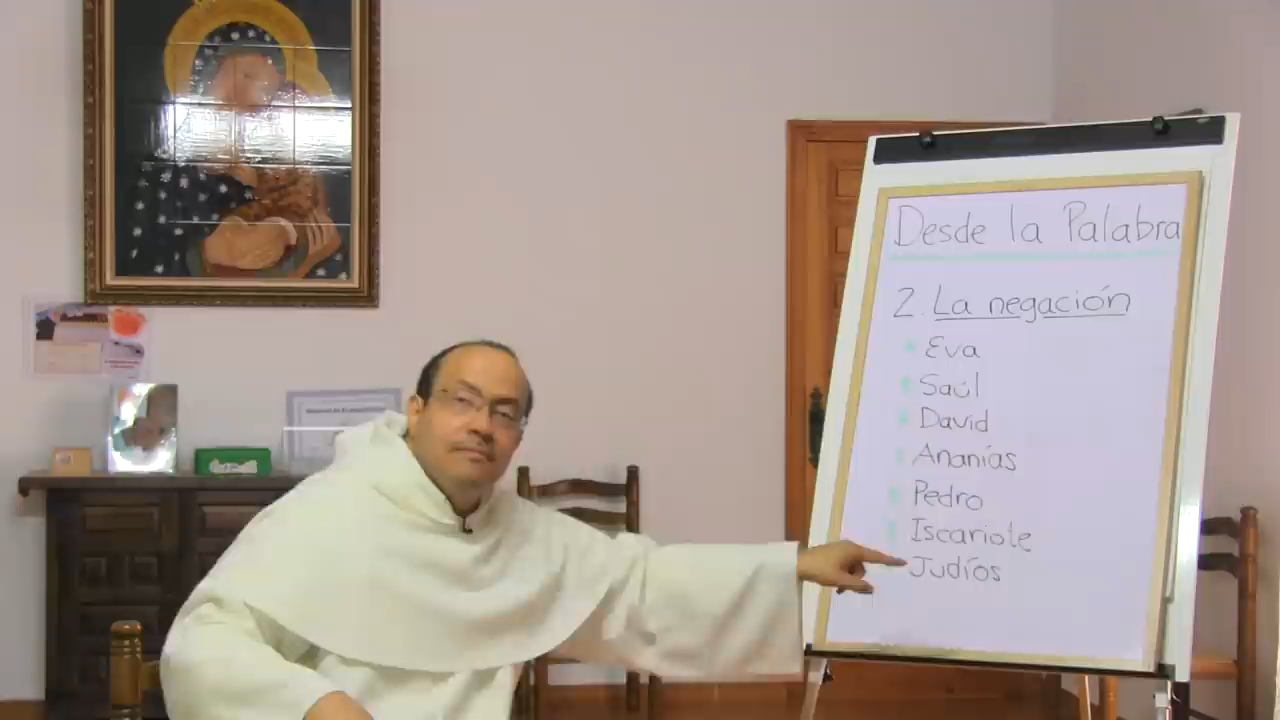 Desde la Palabra
2. La negación
Eva
Saúl
David
Ananías
Pedro
Iscariote
Judíos